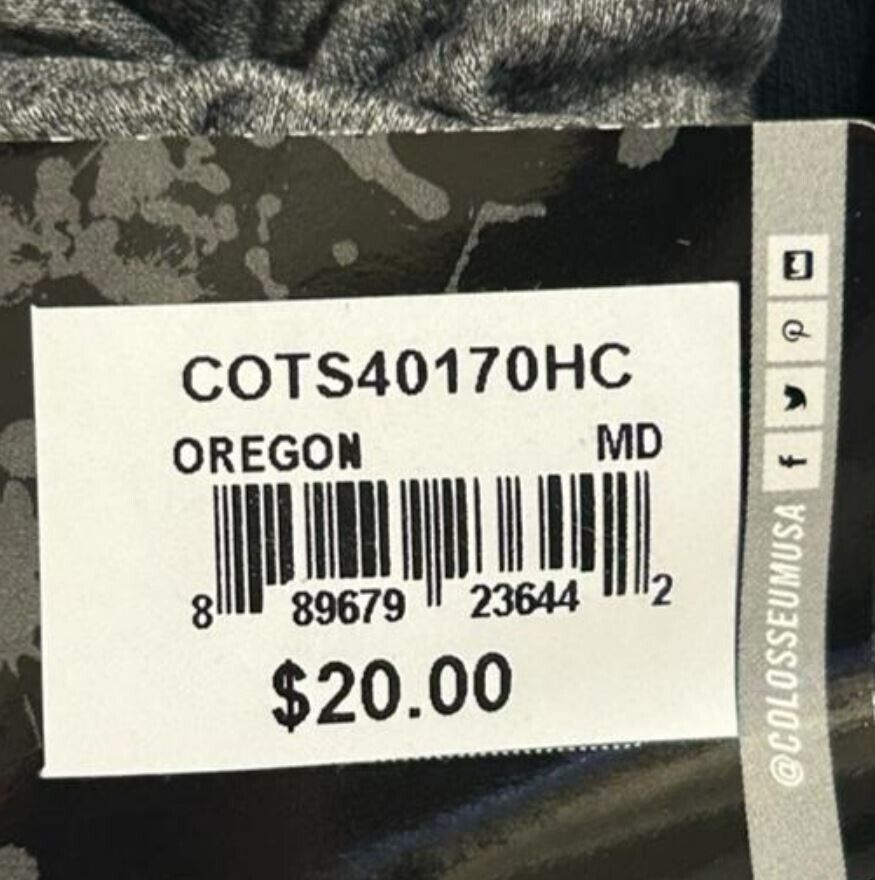 COTS40170HC
OREGON MD
8 89679 23644 2
$20.00
@COLOSSEUMUSA